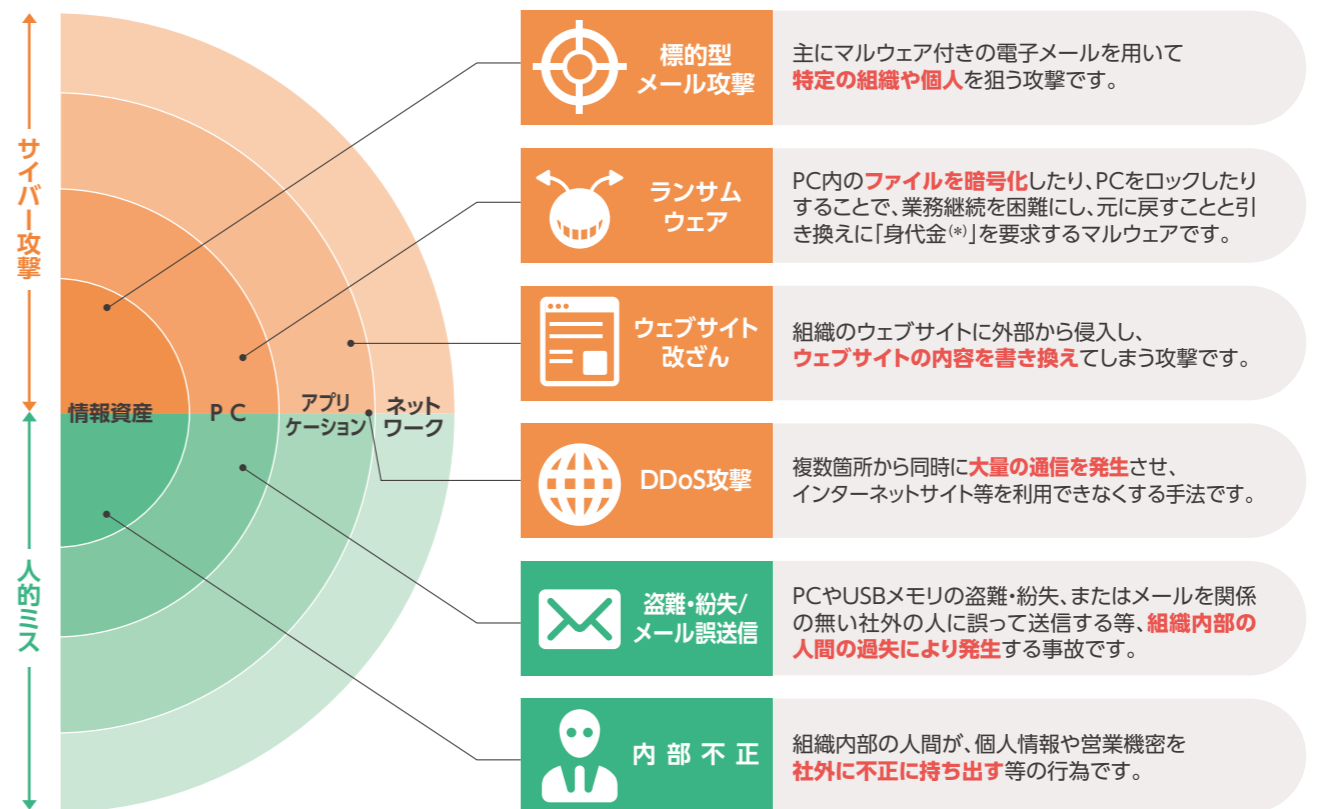 サイバー攻撃
人的ミス
情報資産
PC
アプリ
ケーション
ネット
ワーク
標的型
メール攻撃
主にマルウェア付きの電子メールを用いて
特定の組織や個人を狙う攻撃です。
ランサム
ウェア
PC内のファイルを暗号化したり、PCをロックしたり
することで、業務継続を困難にし、元に戻すことと引
き換えに「身代金(*)」を要求するマルウェアです。
ウェブサイト
改ざん
組織のウェブサイトに外部から侵入し、
ウェブサイトの内容を書き換えてしまう攻撃です。
DDoS攻撃
複数箇所から同時に大量の通信を発生させ、
インターネットサイト等を利用できなくする手法です。
盗難・紛失/
メール誤送信
PCやUSBメモリの盗難・紛失、またはメールを関係
の無い社外の人に誤って送信する等、組織内部の
人間の過失により発生する事故です。
内部不正
組織内部の人間が、個人情報や営業機密を
社外に不正に持ち出す等の行為です。